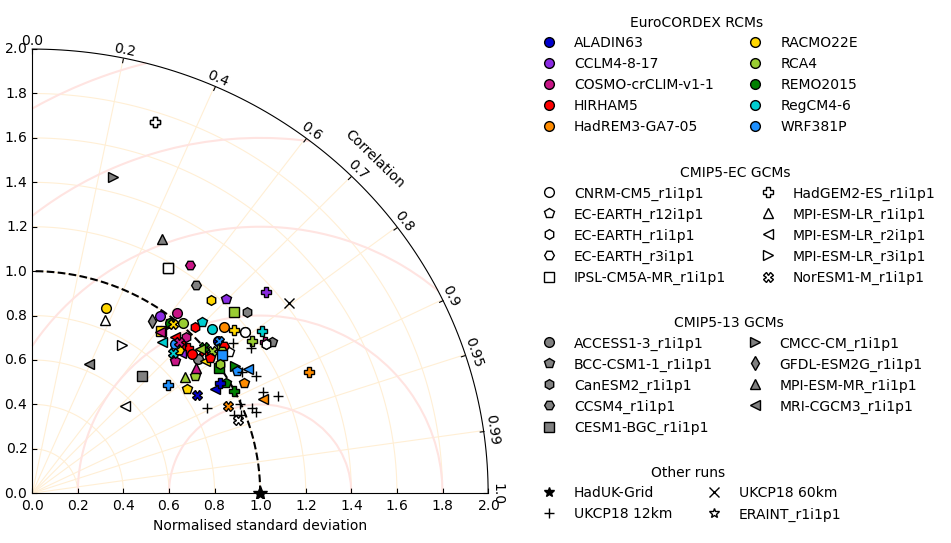 EuroCORDEX RCMs
ALADIN63
RACMO22E
CCLM4-8-17
RCA4
COSMO-crCLIM-v1-1
REMO2015
HIRHAM5
RegCM4-6
HadREM3-GA7-05
WRF381P
CMIP5-EC GCMs
CNRM-CM5_r1i1p1
HadGEM2-ES_r1i1p1
EC-EARTH_r12i1p1
MPI-ESM-LR_r1i1p1
EC-EARTH_r1i1p1
MPI-ESM-LR_r2i1p1
EC-EARTH_r3i1p1
MPI-ESM-LR_r3i1p1
IPSL-CM5A-MR_r1i1p1
NorESM1-M_r1i1p1
CMIP5-13 GCMs
ACCESS1-3_r1i1p1
CMCC-CM_r1i1p1
BCC-CSM1-1_r1i1p1
GFDL-ESM2G_r1i1p1
CanESM2_r1i1p1
MPI-ESM-MR_r1i1p1
CCSM4_r1i1p1
MRI-CGCM3_r1i1p1
CESM1-BGC_r1i1p1
Other runs
HadUK-Grid
UKCP18 60km
UKCP18 12km
ERAINT_r1i1p1
0.0
0.2
0.4
0.6
Correlation
0.7
0.8
0.9
0.95
0.99
1.0
2.0
1.8
1.6
1.4
1.2
1.0
0.8
0.6
0.4
0.2
0.0
0.0 0.2 0.4 0.6 0.8 1.0 1.2 1.4 1.6 1.8 2.0
Normalised standard deviation